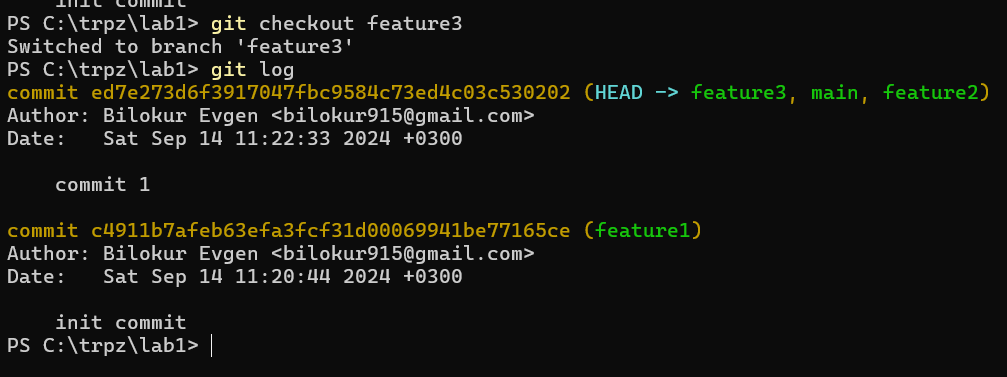 init commit
PS C:\trpz\lab1> git checkout feature3
Switched to branch 'feature3'
PS C:\trpz\lab1> git log
commit ed7e273d6f3917047fbc9584c73ed4c03c530202 (HEAD -> feature3, main, feature2)
Author: Bilokur Evgen <bilokur915@gmail.com>
Date:   Sat Sep 14 11:22:33 2024 +0300
commit 1
commit c4911b7afeb63efa3fcf31d00069941be77165ce (feature1)
Author: Bilokur Evgen <bilokur915@gmail.com>
Date:   Sat Sep 14 11:20:44 2024 +0300
init commit
PS C:\trpz\lab1>